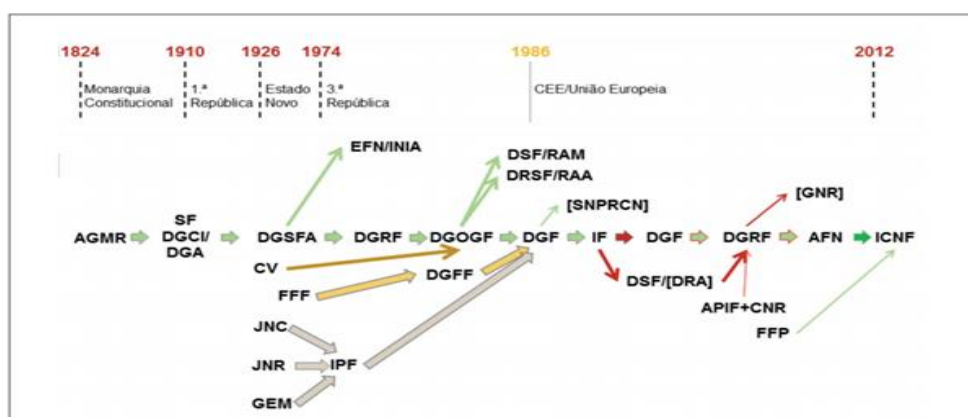 1824 1910 1926 1974 1986 2012
Monarquia Constitucional
1.ª República
Estado Novo
3.ª República
CEE/União Europeia
EFN/INIA
DSF/RAM
DRSF/RAA
[SNPRCN]
[GNR]
AGMR
SF
DGCI/
DGA
DGSFA
DGRF
DGOGF
DGF
IF
DGF
DGRF
AFN
ICNF
CV
DGFF
FFF
DSF/[DRA]
APIF+CNR
FFP
JNC
JNR
IPF
GEM